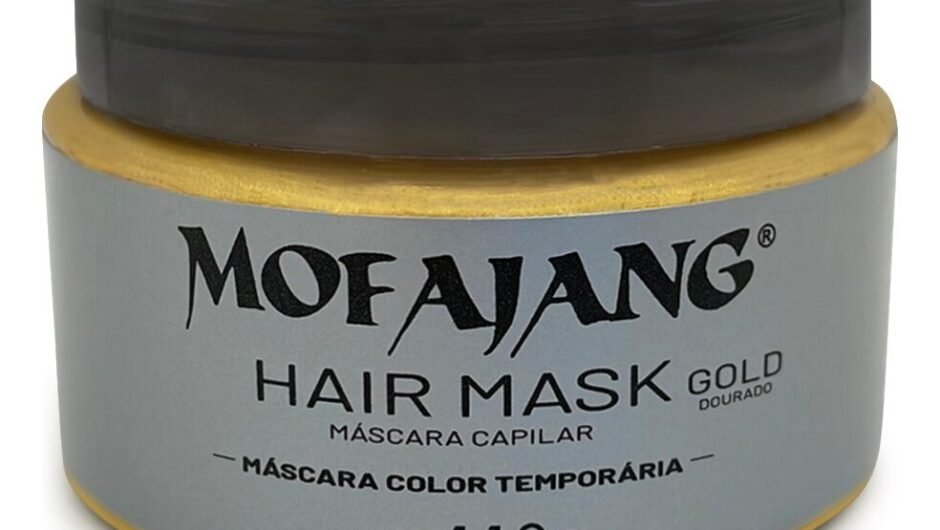 MOFAJANG®
HAIR MASK GOLD
DOURADO
MÁSCARA CAPILAR
MÁSCARA COLOR TEMPORÁRIA